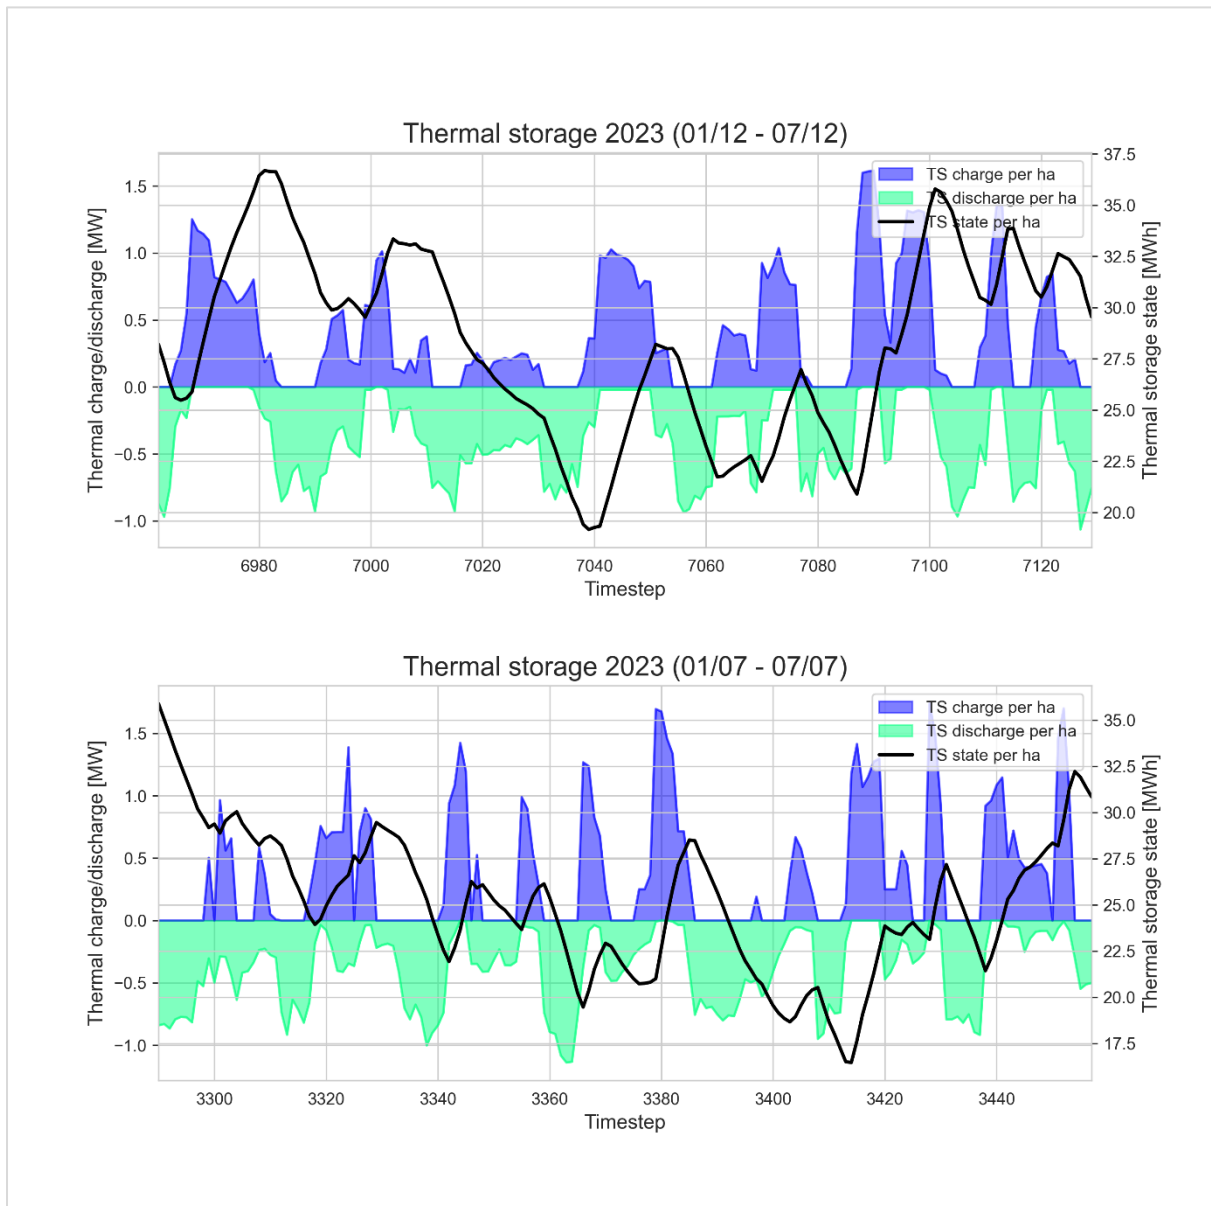 Thermal storage 2023 (01/12 - 07/12)
Thermal charge/discharge [MW]
1.5
1.0
0.5
0.0
−0.5
−1.0
TS charge per ha
TS discharge per ha
TS state per ha
37.5
35.0
32.5
30.0
27.5
25.0
22.5
20.0
Thermal storage state [MWh]
6980 7000 7020 7040 7060 7080 7100 7120
Timestep
Thermal storage 2023 (01/07 - 07/07)
Thermal charge/discharge [MW]
1.5
1.0
0.5
0.0
−0.5
−1.0
TS charge per ha
TS discharge per ha
TS state per ha
35.0
32.5
30.0
27.5
25.0
22.5
20.0
17.5
Thermal storage state [MWh]
3300 3320 3340 3360 3380 3400 3420 3440
Timestep